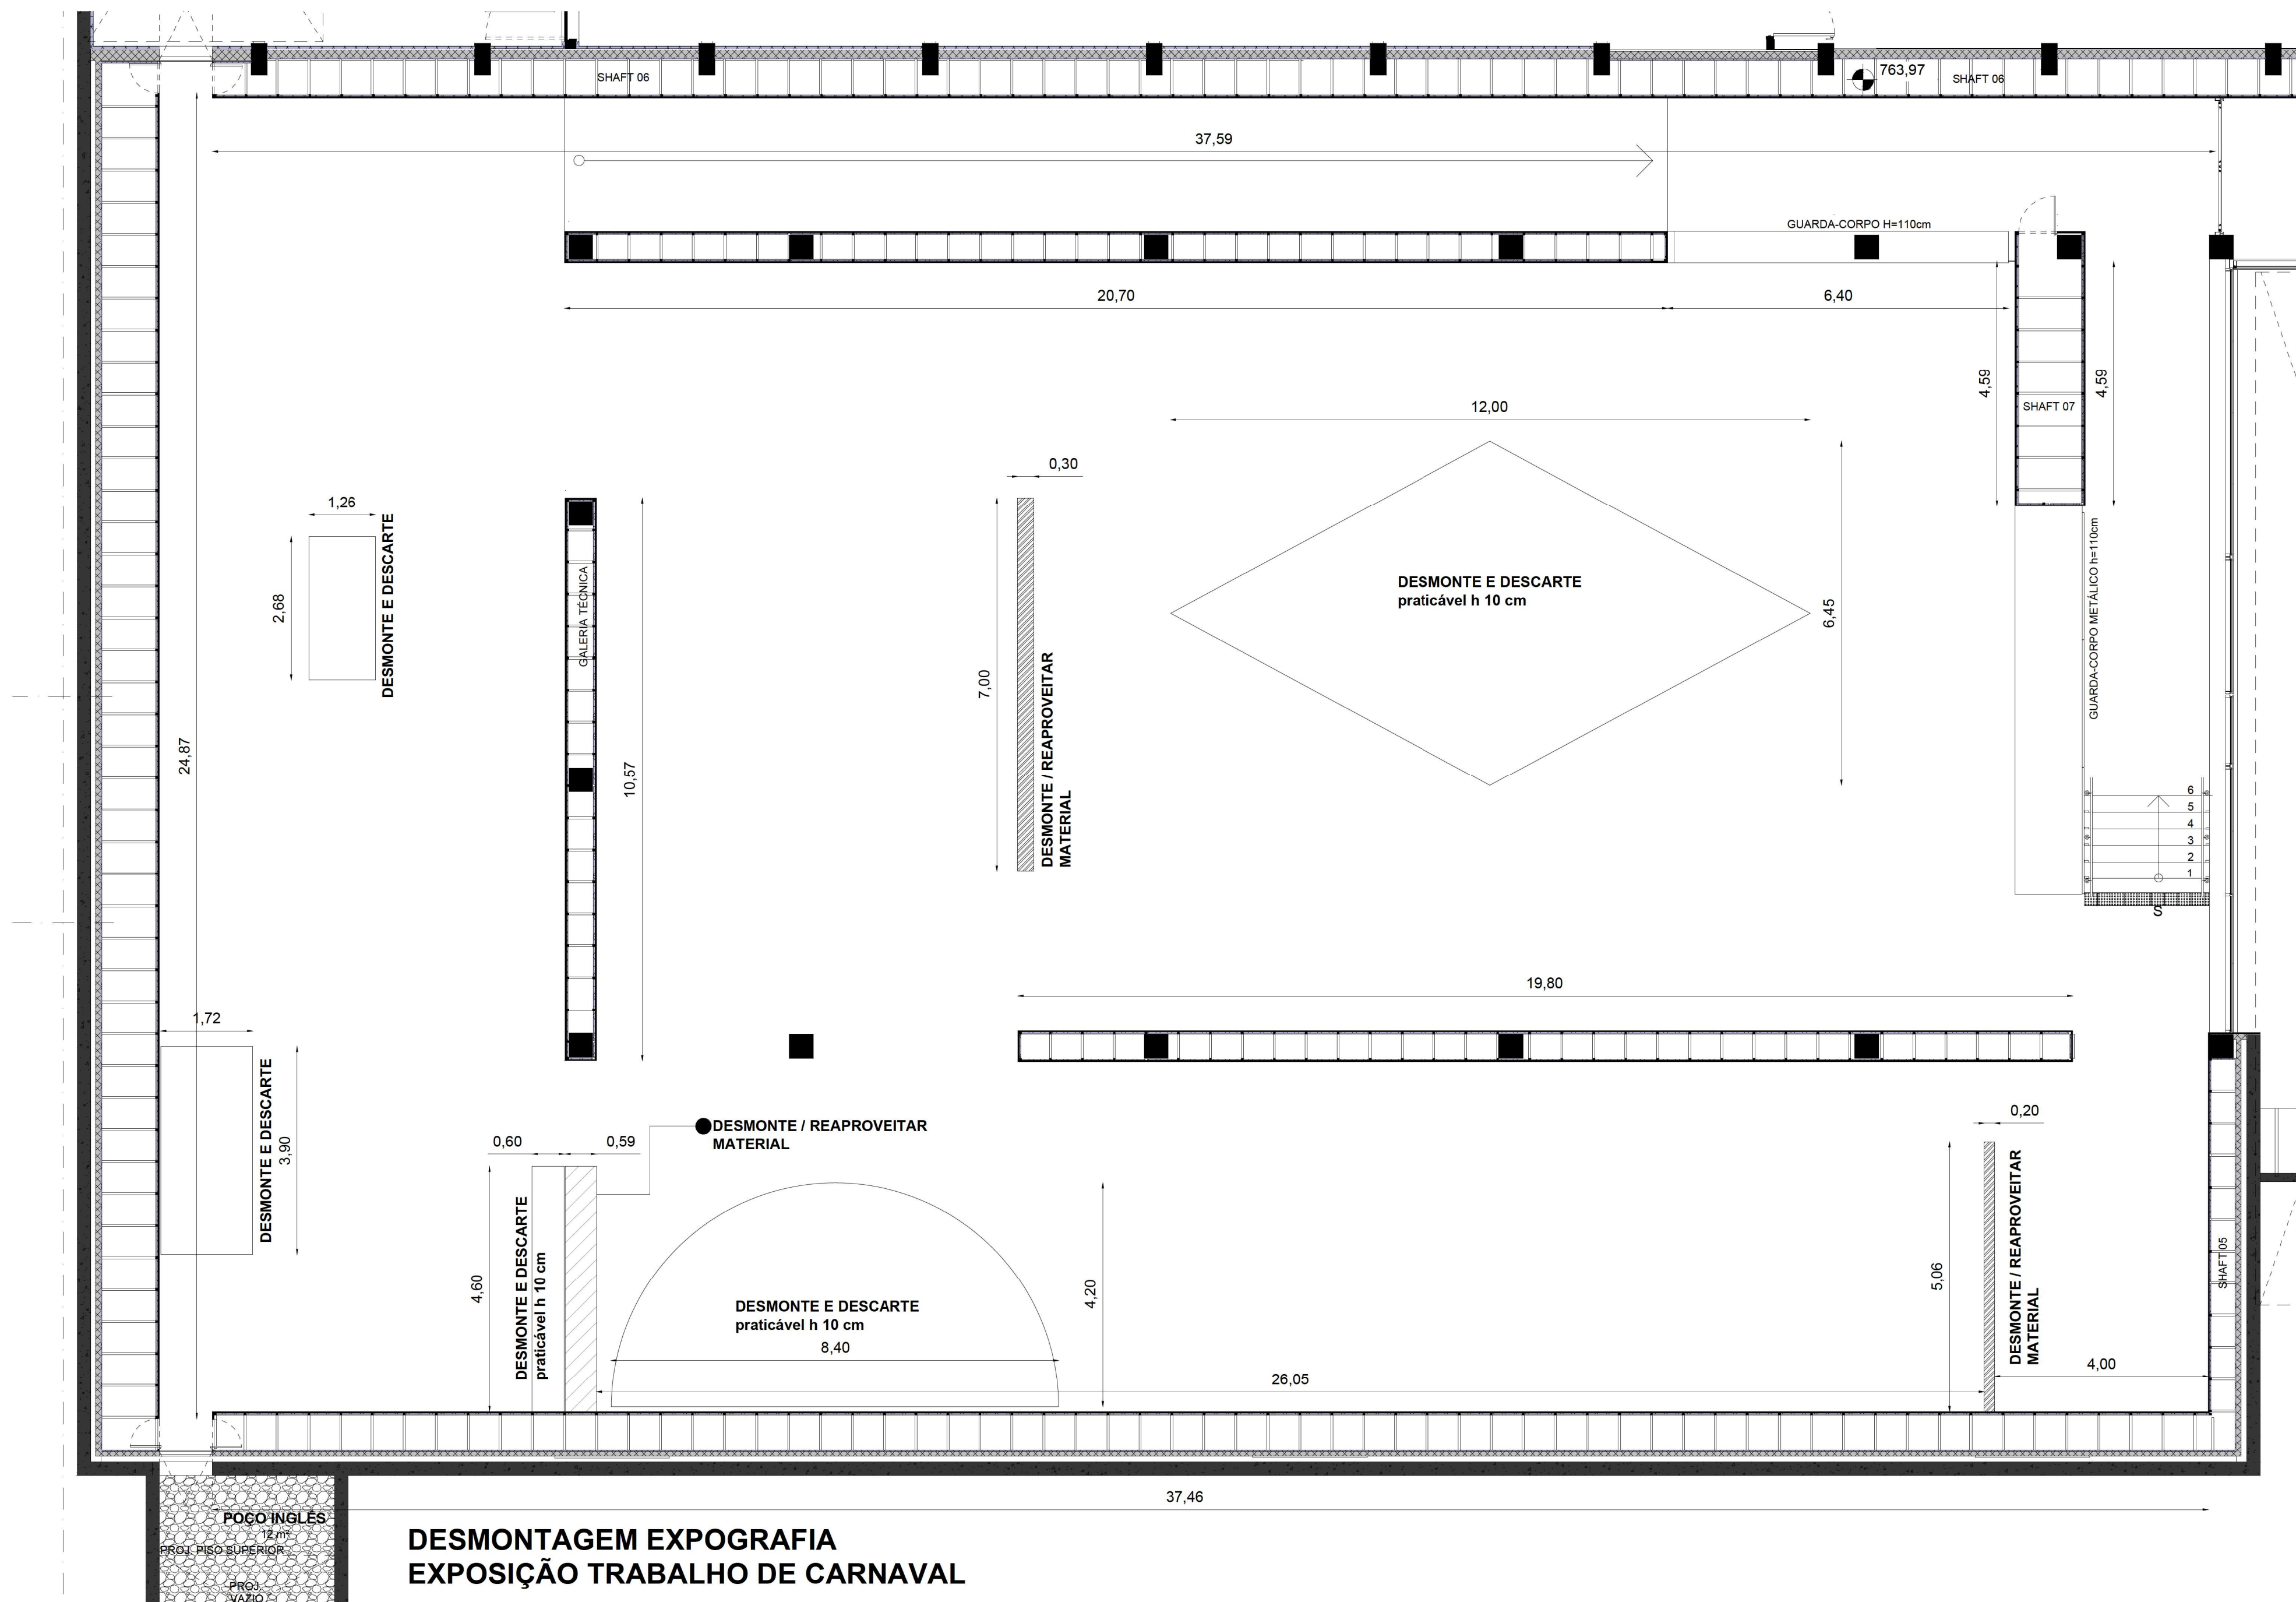 SHAFT 06
763,97
SHAFT 06
37,59
GUARDA-CORPO H=110cm
20,70
6,40
4,59
SHAFT 07
4,59
12,00
0,30
1,26
2,68
DESMONTE E DESCARTE
GALERIA TÉCNICA
10,57
7,00
DESMONTE / REAPROVEITAR
MATERIAL
DESMONTE E DESCARTE
praticável h 10 cm
6,45
GUARDA-CORPO METÁLICO h=110cm
24,87
6
5
4
3
2
1
S
19,80
1,72
DESMONTE E DESCARTE
3,90
DESMONTE / REAPROVEITAR
MATERIAL
0,60
0,59
0,20
4,60
DESMONTE E DESCARTE
praticável h 10 cm
DESMONTE E DESCARTE
praticável h 10 cm
8,40
4,20
5,06
DESMONTE / REAPROVEITAR
MATERIAL
SHAFT 05
4,00
26,05
37,46
POÇO INGLÊS
12 m²
PROJ. PISO SUPERIOR
PROJ.
VAZIO
DESMONTAGEM EXPOGRAFIA
EXPOSIÇÃO TRABALHO DE CARNAVAL